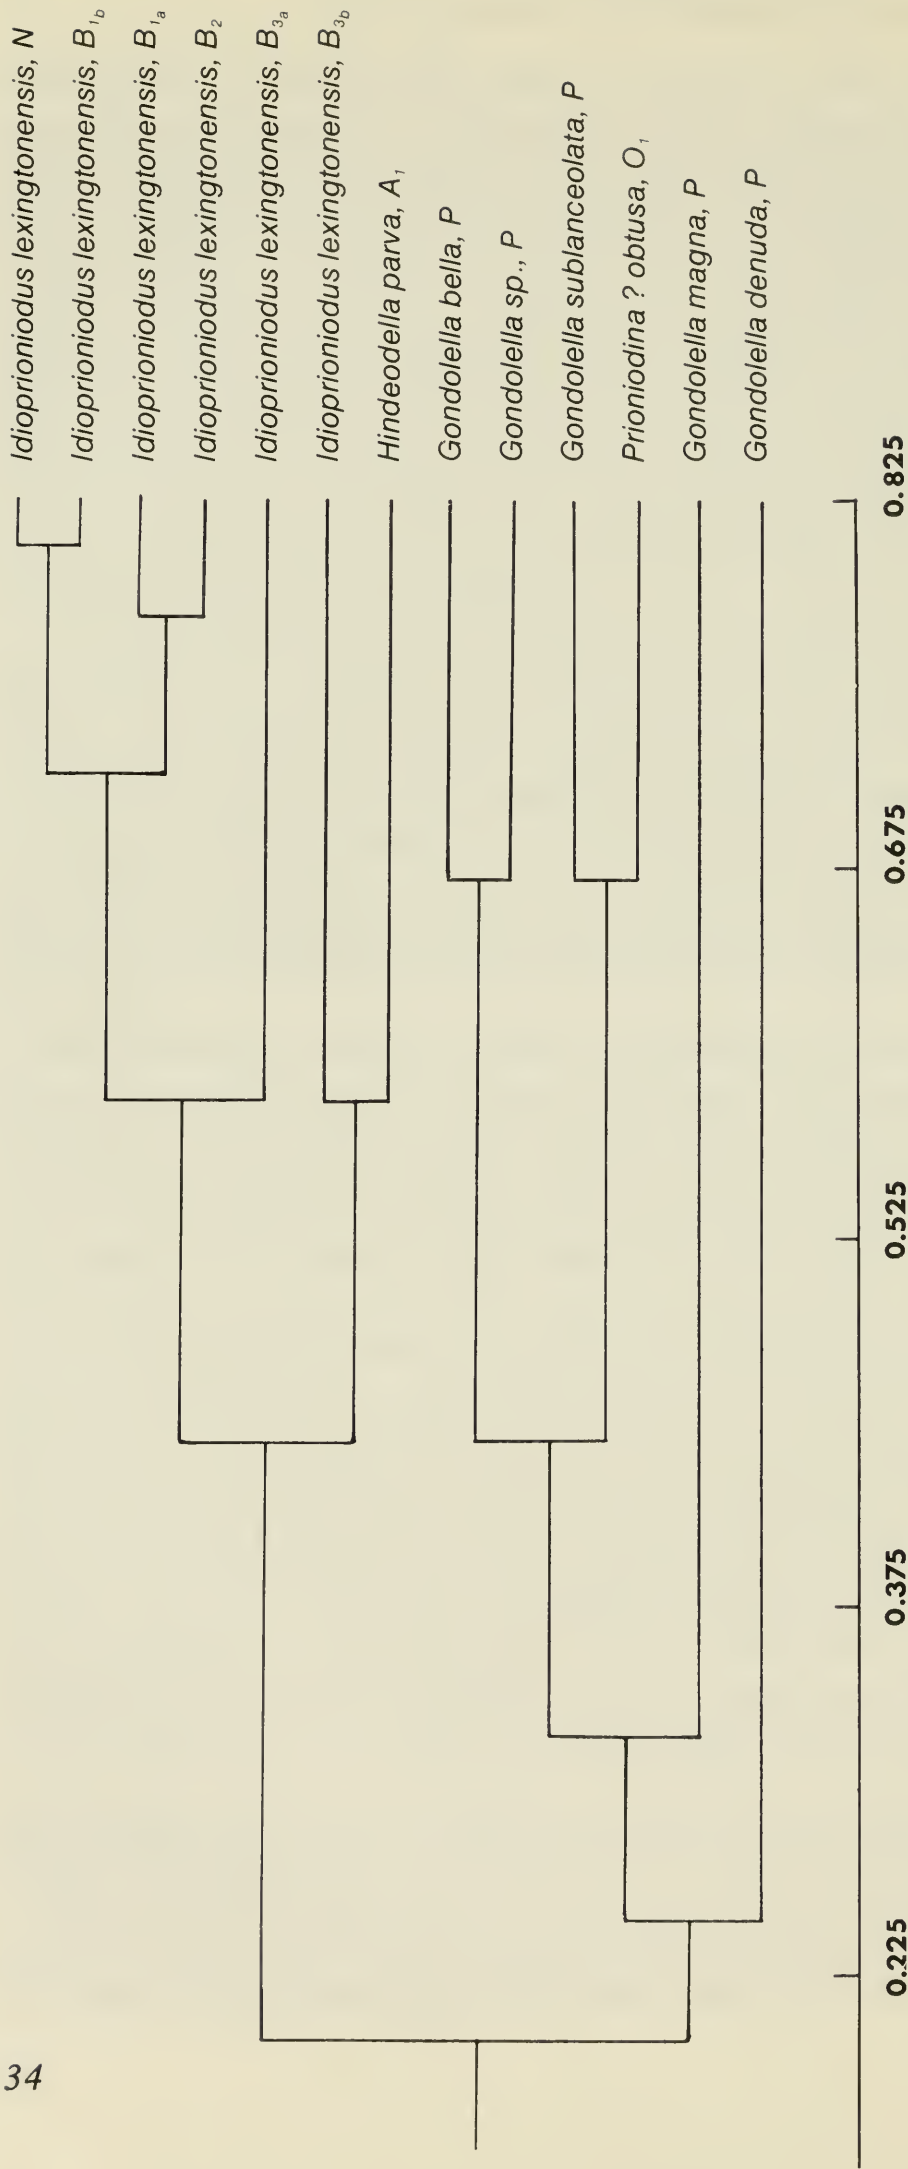 Idioprioniodus lexingtonensis, N
Idioprioniodus lexingtonensis, B₁b
Idioprioniodus lexingtonensis, B₁a
Idioprioniodus lexingtonensis, B₂
Idioprioniodus lexingtonensis, B₃a
Idioprioniodus lexingtonensis, B₃b
Hindeodella parva, A₁
Gondolella bella, P
Gondolella sp., P
Gondolella sublanceolata, P
Prioniodina ? obtusa, O₁
Gondolella magna, P
Gondolella denuda, P
0.825
0.675
0.525
0.375
0.225
34